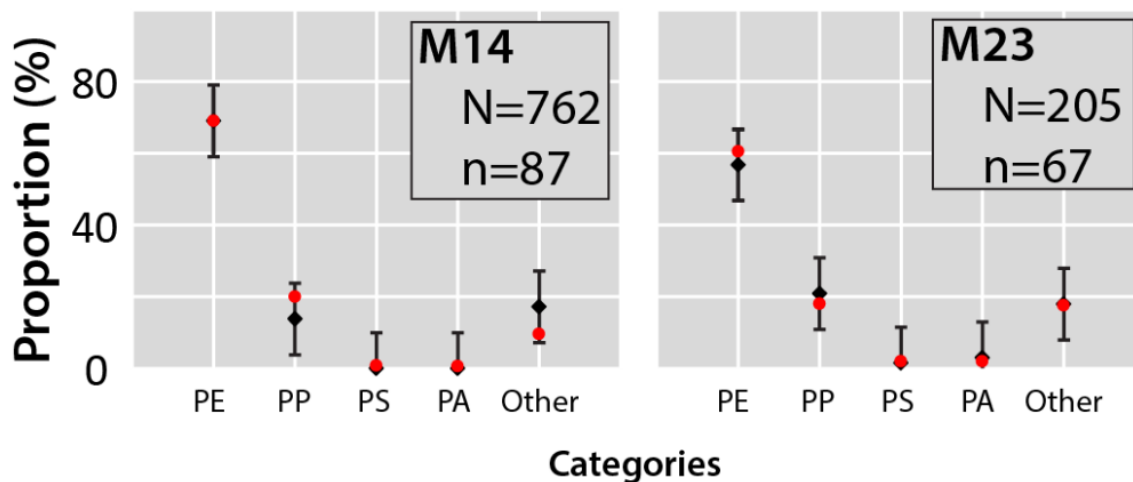 Proportion (%)
80
40
0
M14
N=762
n=87
M23
N=205
n=67
PE PP PS PA Other
PE PP PS PA Other
Categories